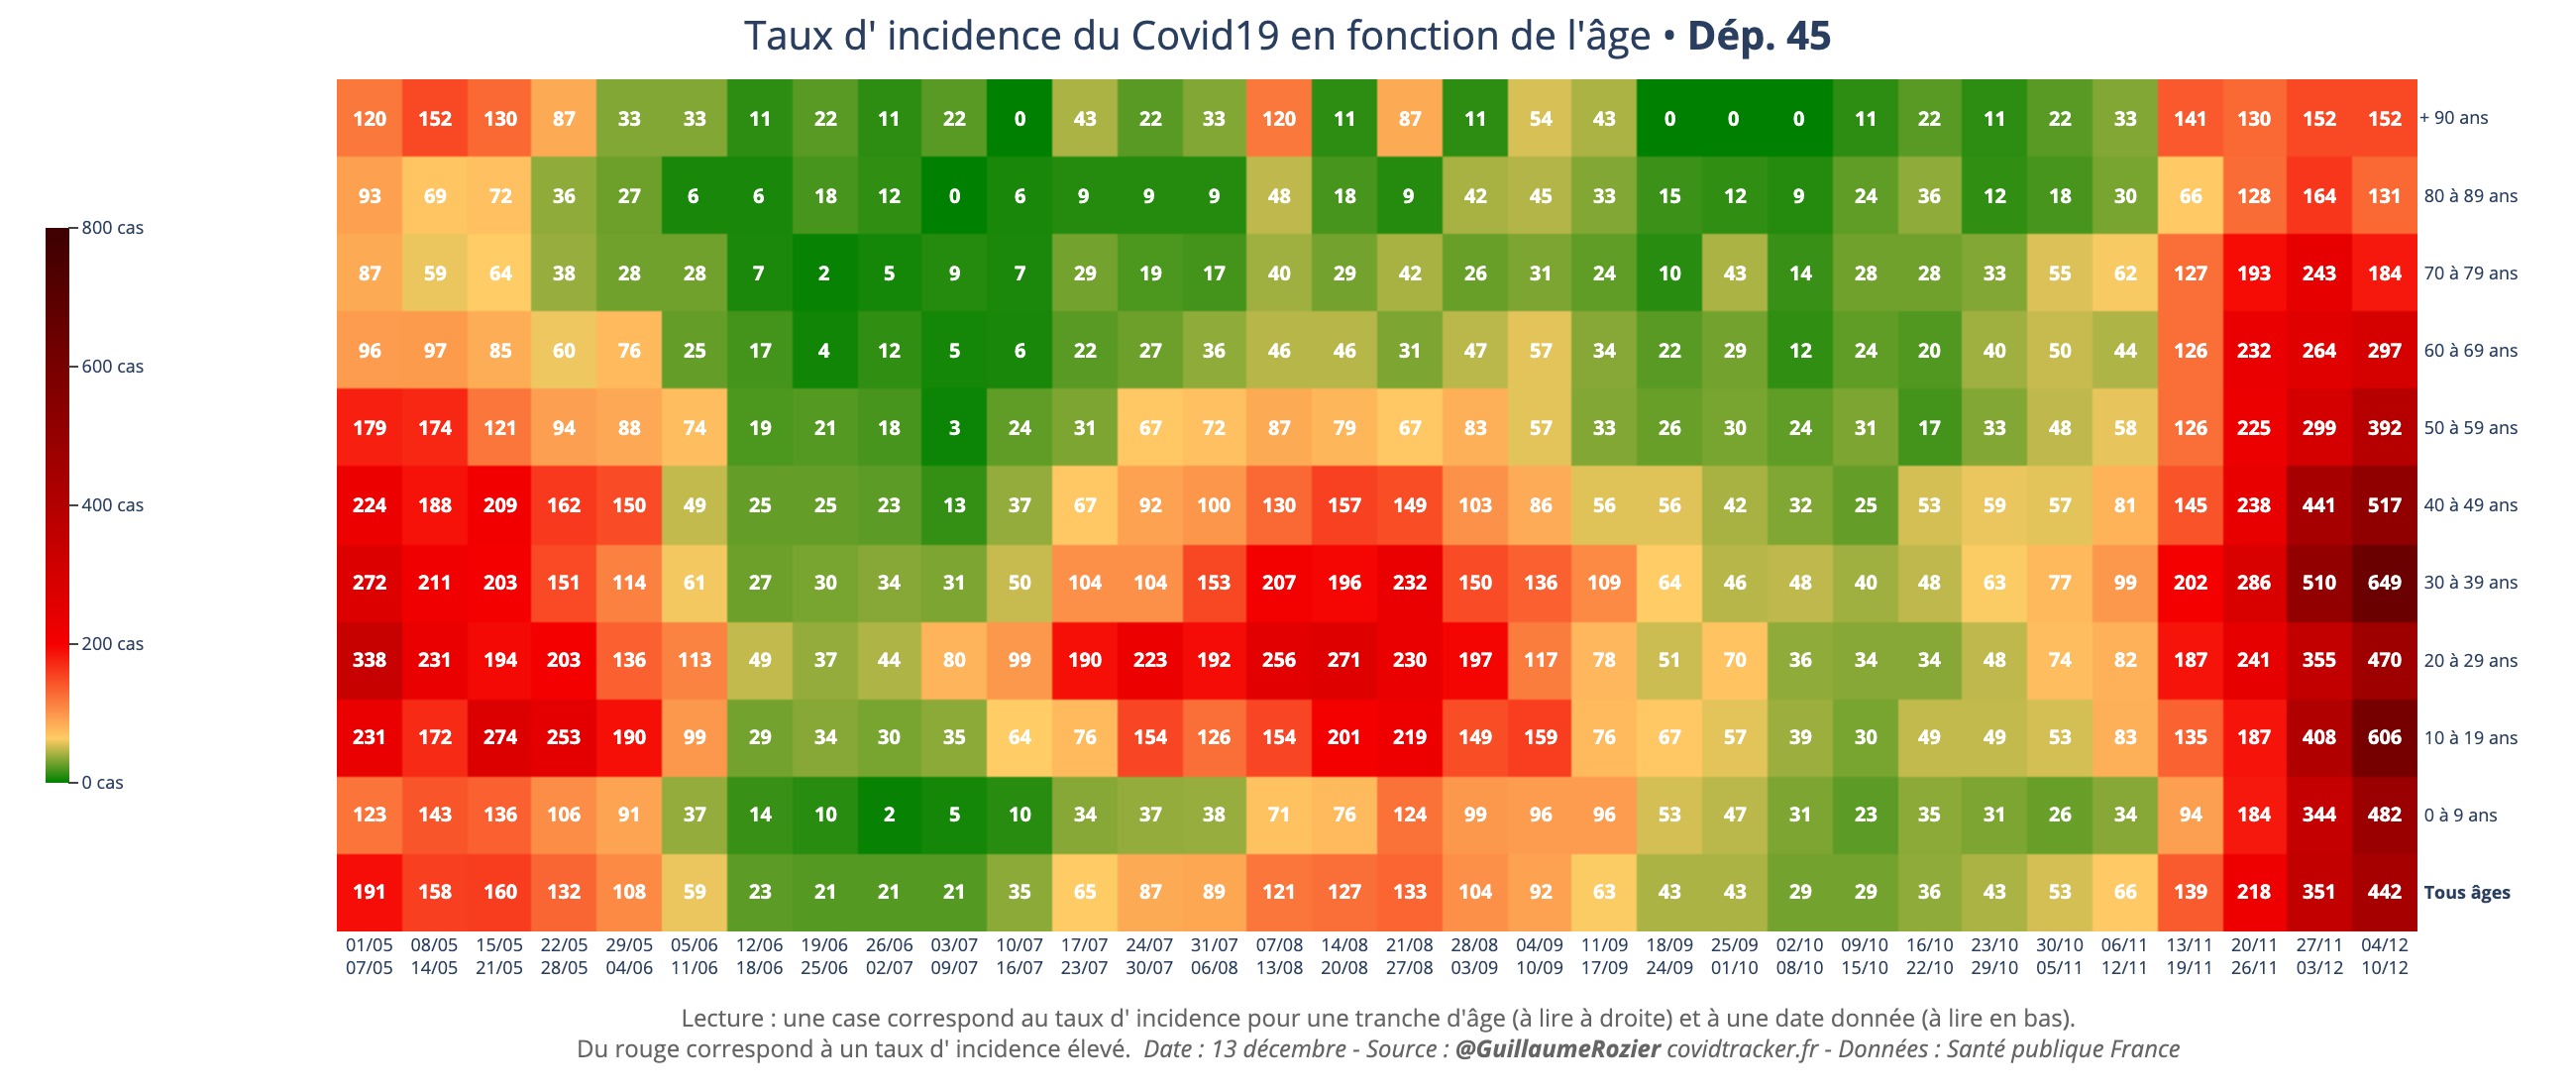 Taux d' incidence du Covid19 en fonction de l'âge • Dép. 45
800 cas
600 cas
400 cas
200 cas
0 cas
120 152 130 87 33 33 11 22 11 22 0 43 22 33 120 11 87 11 54 43 0 0 0 11 22 11 22 33 141 130 152 152 + 90 ans
93 69 72 36 27 6 6 18 12 0 6 9 9 9 48 18 9 42 45 33 15 12 9 24 36 12 18 30 66 128 164 131 80 à 89 ans
87 59 64 38 28 28 7 2 5 9 7 29 19 17 40 29 42 26 31 24 10 43 14 28 28 33 55 62 127 193 243 184 70 à 79 ans
96 97 85 60 76 25 17 4 12 5 6 22 27 36 46 46 31 47 57 34 22 29 12 24 20 40 50 44 126 232 264 297 60 à 69 ans
179 174 121 94 88 74 19 21 18 3 24 31 67 72 87 79 67 83 57 33 26 30 24 31 17 33 48 58 126 225 299 392 50 à 59 ans
224 188 209 162 150 49 25 25 23 13 37 67 92 100 130 157 149 103 86 56 56 42 32 25 53 59 57 81 145 238 441 517 40 à 49 ans
272 211 203 151 114 61 27 30 34 31 50 104 104 153 207 196 232 150 136 109 64 46 48 40 48 63 77 99 202 286 510 649 30 à 39 ans
338 231 194 203 136 113 49 37 44 80 99 190 223 192 256 271 230 197 117 78 51 70 36 34 34 48 74 82 187 241 355 470 20 à 29 ans
231 172 274 253 190 99 29 34 30 35 64 76 154 126 154 201 219 149 159 76 67 57 39 30 49 49 53 83 135 187 408 606 10 à 19 ans
123 143 136 106 91 37 14 10 2 5 10 34 37 38 71 76 124 99 96 96 53 47 31 23 35 31 26 34 94 184 344 482 0 à 9 ans
191 158 160 132 108 59 23 21 21 21 35 65 87 89 121 127 133 104 92 63 43 43 29 29 36 43 53 66 139 218 351 442 Tous âges
01/05 08/05 15/05 22/05 29/05 05/06 12/06 19/06 26/06 03/07 10/07 17/07 24/07 31/07 07/08 14/08 21/08 28/08 04/09 11/09 18/09 25/09 02/10 09/10 16/10 23/10 30/10 06/11 13/11 20/11 27/11 04/12
07/05 14/05 21/05 28/05 04/06 11/06 18/06 25/06 02/07 09/07 16/07 23/07 30/07 06/08 13/08 20/08 27/08 03/09 10/09 17/09 24/09 01/10 08/10 15/10 22/10 29/10 05/11 12/11 19/11 26/11 03/12 10/12
Lecture : une case correspond au taux d' incidence pour une tranche d'âge (à lire à droite) et à une date donnée (à lire en bas).
Du rouge correspond à un taux d' incidence élevé. Date : 13 décembre - Source : @GuillaumeRozier covidtracker.fr - Données : Santé publique France